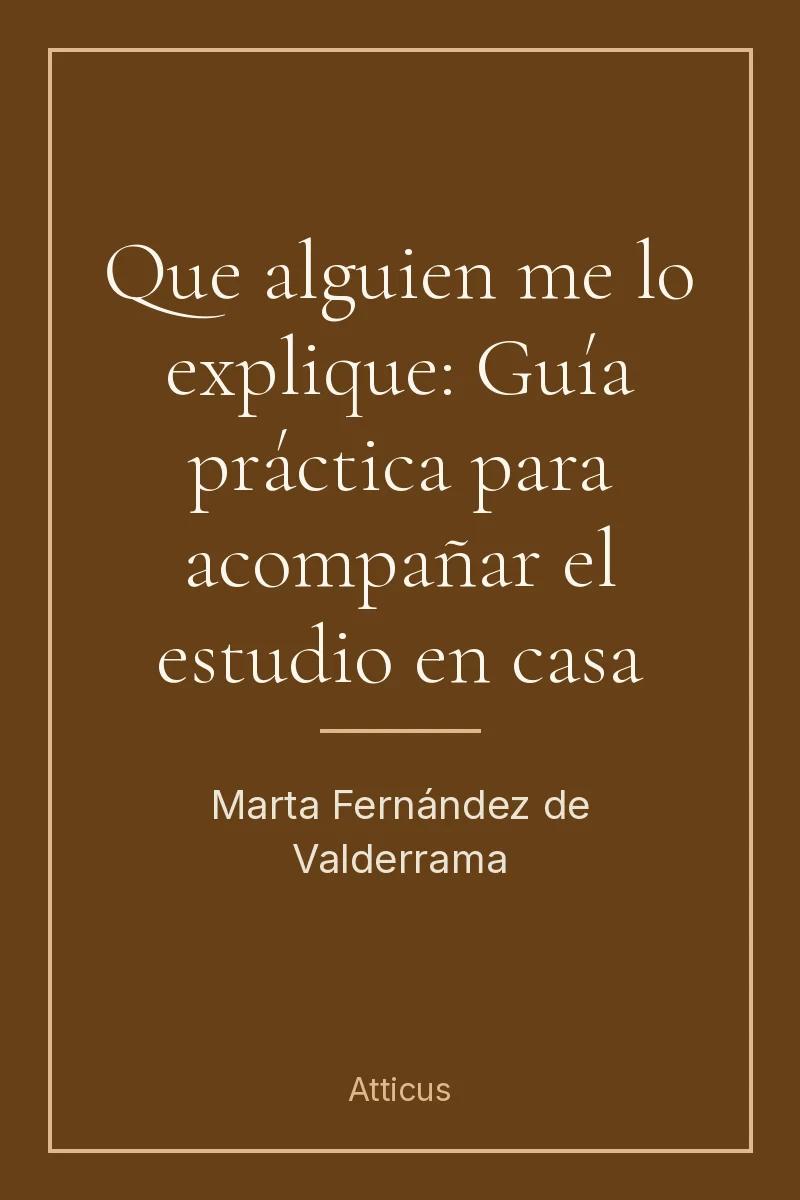 Que alguien me lo
explique: Guía
práctica para
acompañar el
estudio en casa
Marta Fernández de
Valderrama
Atticus